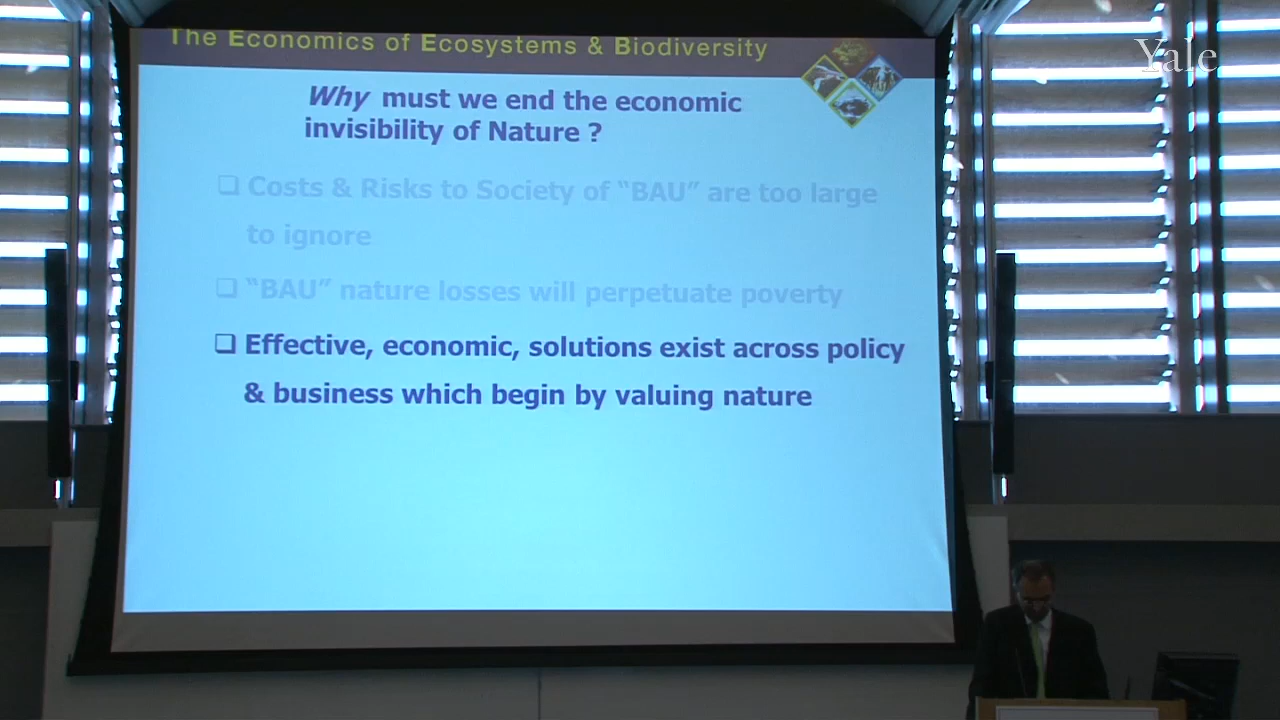 The Economics of Ecosystems & Biodiversity
Yale
Why must we end the economic
invisibility of Nature ?
❑ Costs & Risks to Society of “BAU” are too large
to ignore
❑ “BAU” nature losses will perpetuate poverty
❑ Effective, economic, solutions exist across policy
& business which begin by valuing nature